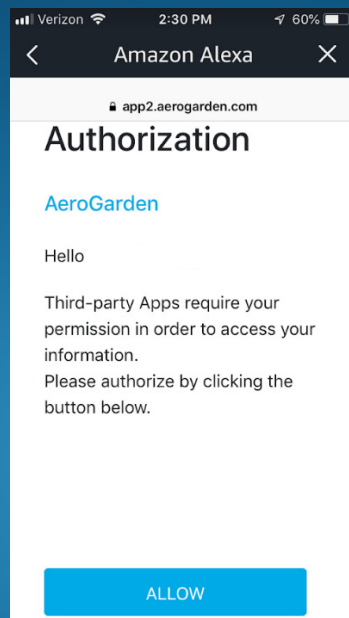 Verizon 2:30 PM 60%
Amazon Alexa
app2.aerogarden.com
Authorization
AeroGarden
Hello
Third-party Apps require your
permission in order to access your
information.
Please authorize by clicking the
button below.
ALLOW